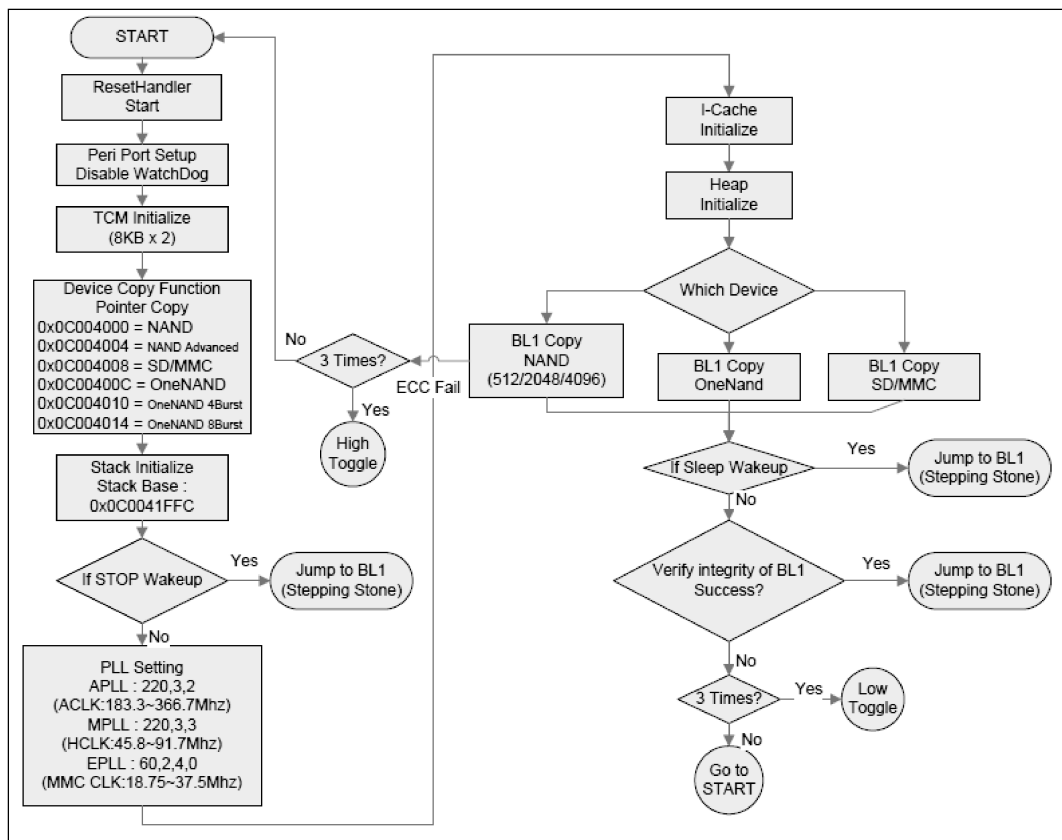 START
ResetHandler
Start
Peri Port Setup
Disable WatchDog
TCM Initialize
(8KB x 2)
Device Copy Function
Pointer Copy
0x0C004000 = NAND
0x0C004004 = NAND Advanced
0x0C004008 = SD/MMC
0x0C00400C = OneNAND
0x0C004010 = OneNAND 4Burst
0x0C004014 = OneNAND 8Burst
Stack Initialize
Stack Base :
0x0C0041FFC
If STOP Wakeup
Yes
Jump to BL1
(Stepping Stone)
No
PLL Setting
APLL : 220,3,2
(ACLK:183.3~366.7Mhz)
MPLL : 220,3,3
(HCLK:45.8~91.7Mhz)
EPLL : 60,2,4,0
(MMC CLK:18.75~37.5Mhz)
I-Cache
Initialize
Heap
Initialize
Which Device
BL1 Copy
NAND
(512/2048/4096)
BL1 Copy
OneNand
BL1 Copy
SD/MMC
ECC Fail
3 Times?
No
Yes
High
Toggle
If Sleep Wakeup
Yes
Jump to BL1
(Stepping Stone)
No
Verify integrity of BL1
Success?
Yes
Jump to BL1
(Stepping Stone)
No
3 Times?
Yes
Low
Toggle
No
Go to
START